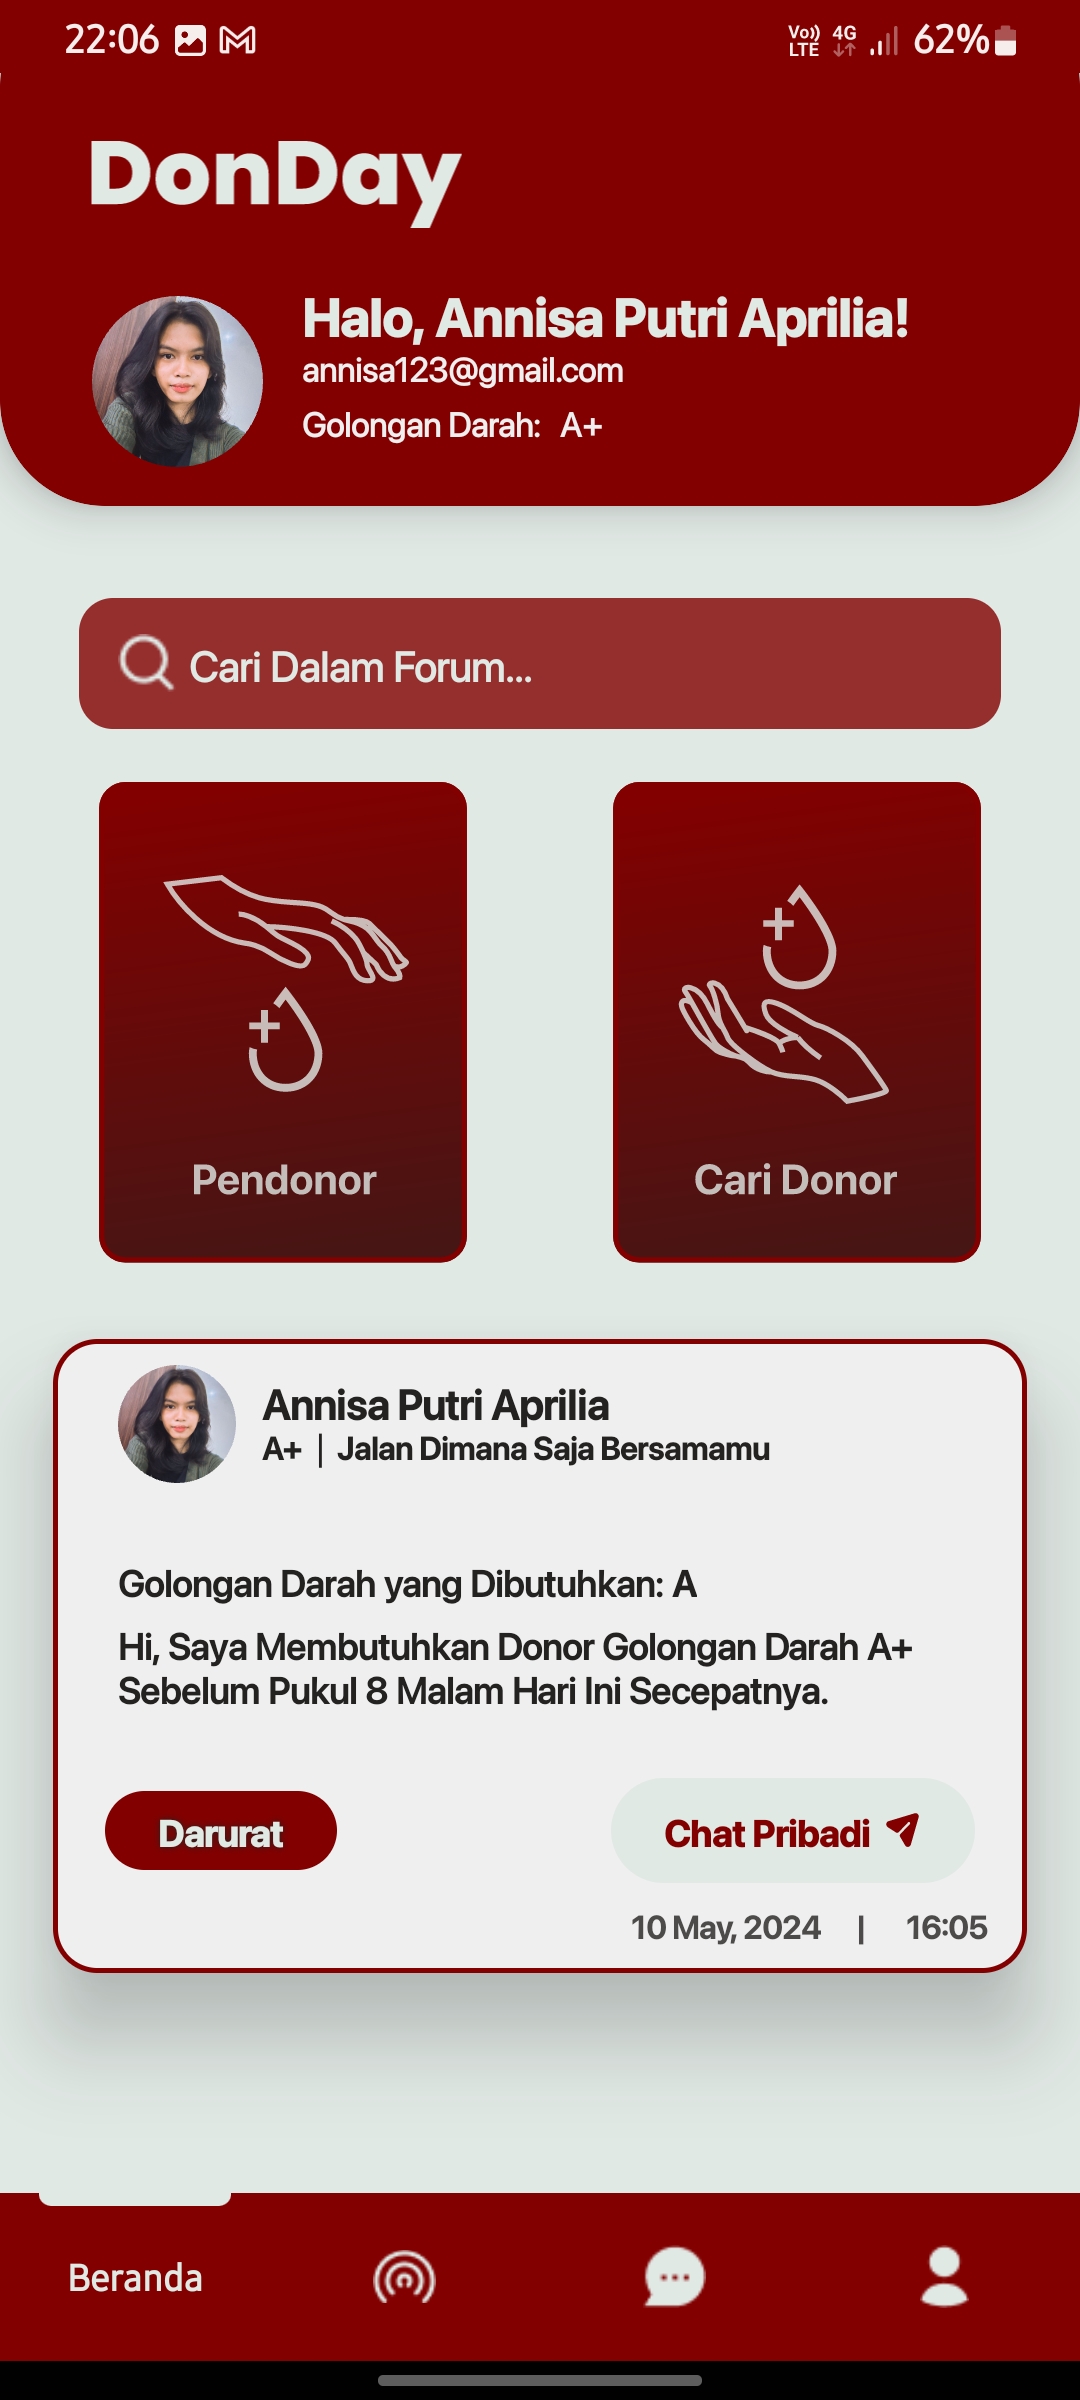 22:06
Vo)) LTE 4G 62%
DonDay
Halo, Annisa Putri Aprilia!
annisa123@gmail.com
Golongan Darah: A+
Cari Dalam Forum...
Pendonor
Cari Donor
Annisa Putri Aprilia
A+ | Jalan Dimana Saja Bersamamu
Golongan Darah yang Dibutuhkan: A
Hi, Saya Membutuhkan Donor Golongan Darah A+
Sebelum Pukul 8 Malam Hari Ini Secepatnya.
Darurat
Chat Pribadi
10 May, 2024 | 16:05
Beranda